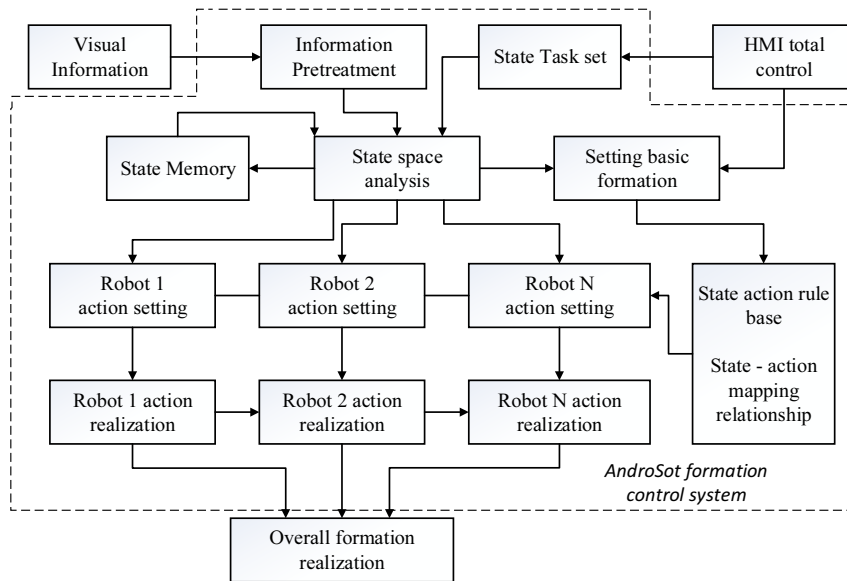 Visual
Information
Information
Pretreatment
State Task set
HMI total
control
State Memory
State space
analysis
Setting basic
formation
Robot 1
action setting
Robot 2
action setting
Robot N
action setting
State action rule
base
State - action
mapping
relationship
Robot 1 action
realization
Robot 2 action
realization
Robot N action
realization
AndroSot formation
control system
Overall formation
realization